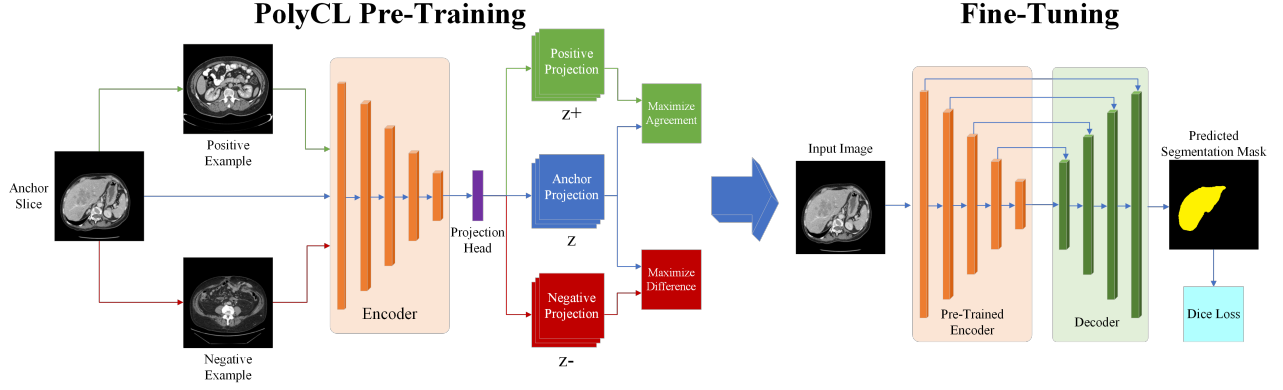 PolyCL Pre-Training
Fine-Tuning
Anchor
Slice
Positive
Example
Negative
Example
Encoder
Projection
Head
Positive
Projection
z+
Anchor
Projection
z
Negative
Projection
z-
Maximize
Agreement
Maximize
Difference
Input Image
Pre-Trained
Encoder
Decoder
Predicted
Segmentation Mask
Dice Loss